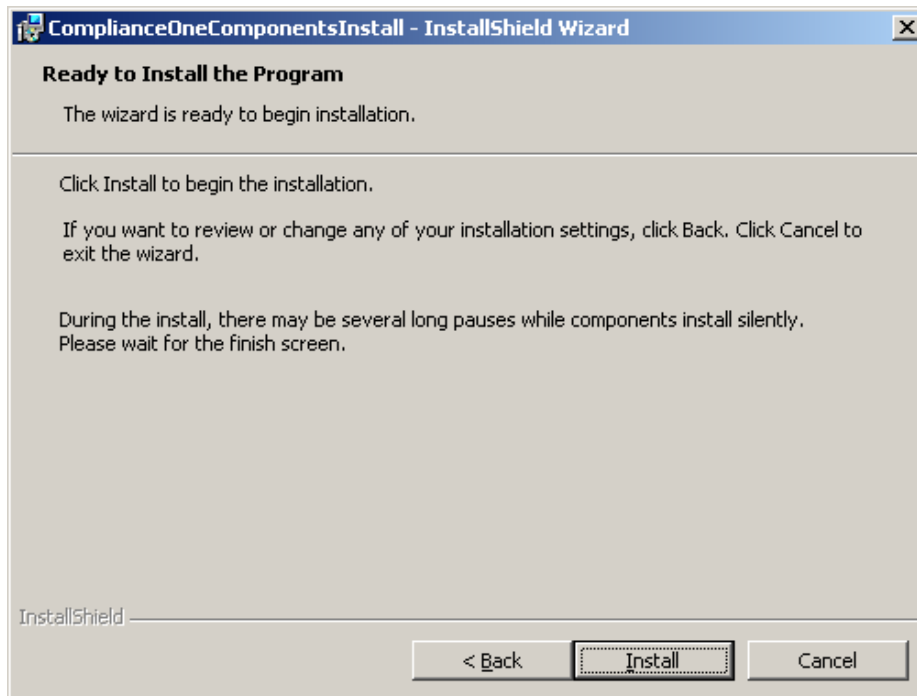 ComplianceOneComponentsInstall - InstallShield Wizard
Ready to Install the Program
The wizard is ready to begin installation.
Click Install to begin the installation.
If you want to review or change any of your installation settings, click Back. Click Cancel to
exit the wizard.
During the install, there may be several long pauses while components install silently.
Please wait for the finish screen.
InstallShield
< Back
Install
Cancel